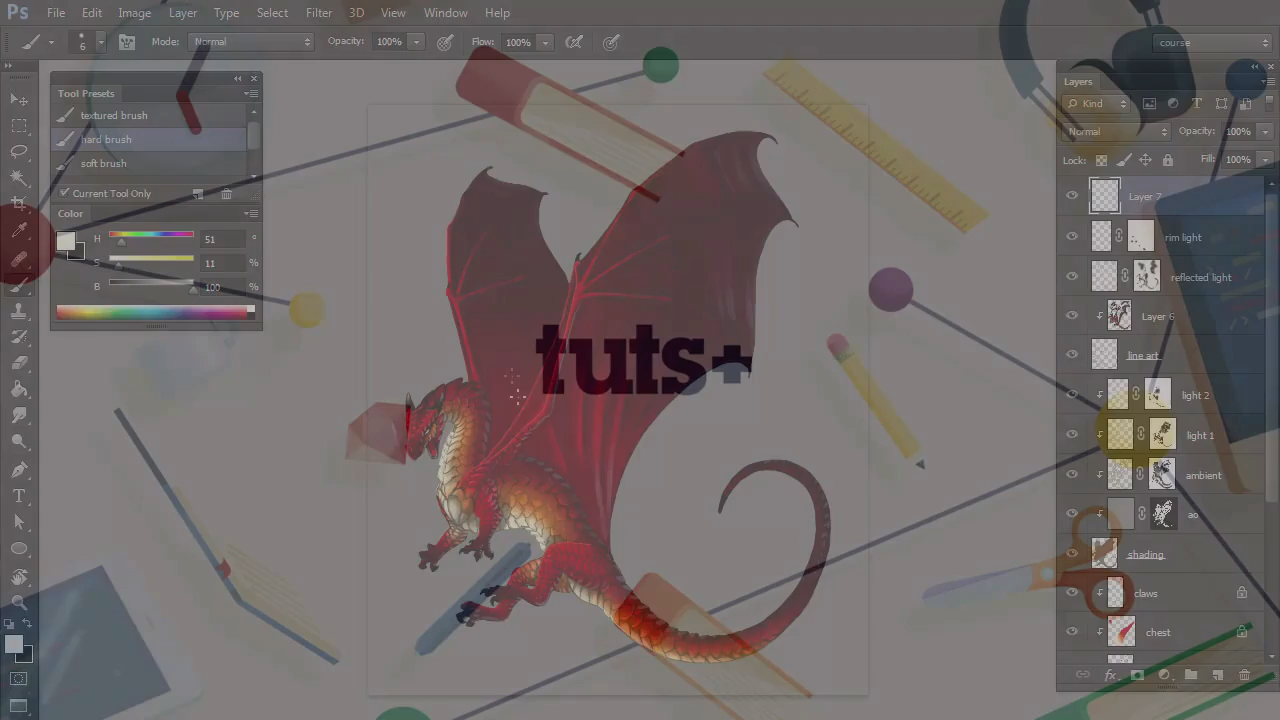 Ps File Edit Image Layer Type Select Filter 3D View Window Help
6 Mode: Normal Opacity: 100% Flow: 100% course
Tool Presets
textured brush
hard brush
soft brush
Current Tool Only
Color
H 51 °
S 11 %
B 100 %
tuts+
Layers
Kind
Normal Opacity: 100%
Lock: Fill: 100%
Layer 7
rim light
reflected light
Layer 6
line art
light 2
light 1
ambient
ao
shading
claws
chest